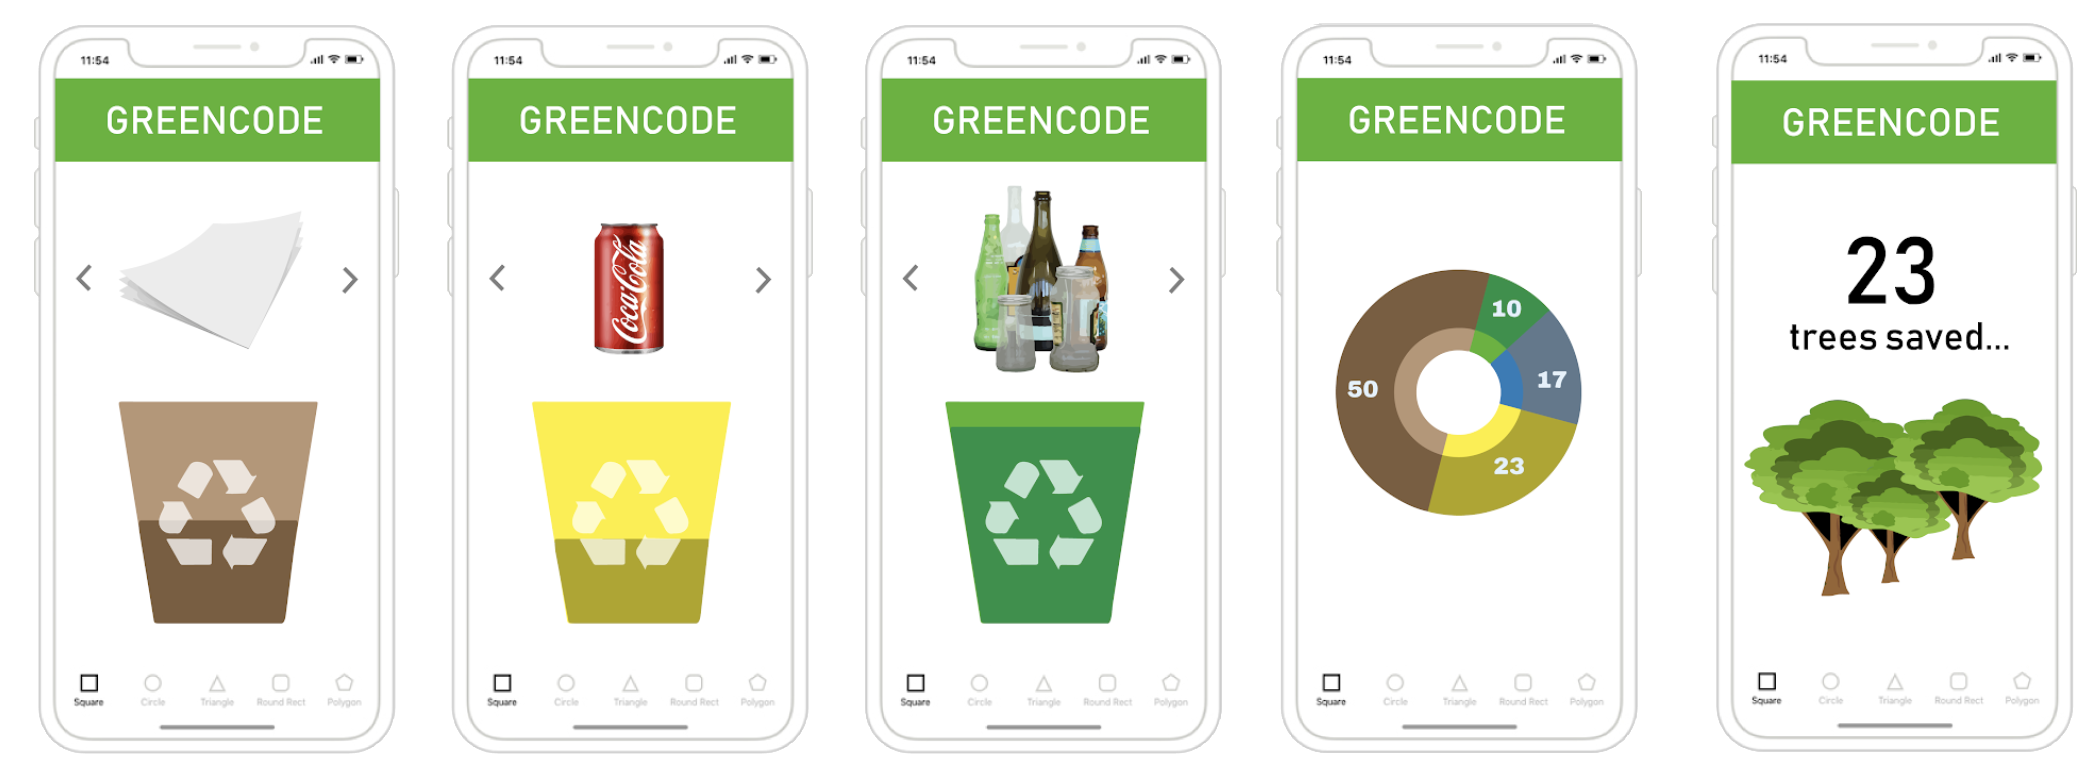 11:54
GREENCODE
Square Circle Triangle Round Rect Polygon
11:54
GREENCODE
Coca-Cola
Square Circle Triangle Round Rect Polygon
11:54
GREENCODE
Square Circle Triangle Round Rect Polygon
11:54
GREENCODE
10
17
50
23
Square Circle Triangle Round Rect Polygon
11:54
GREENCODE
23
trees saved...
Square Circle Triangle Round Rect Polygon